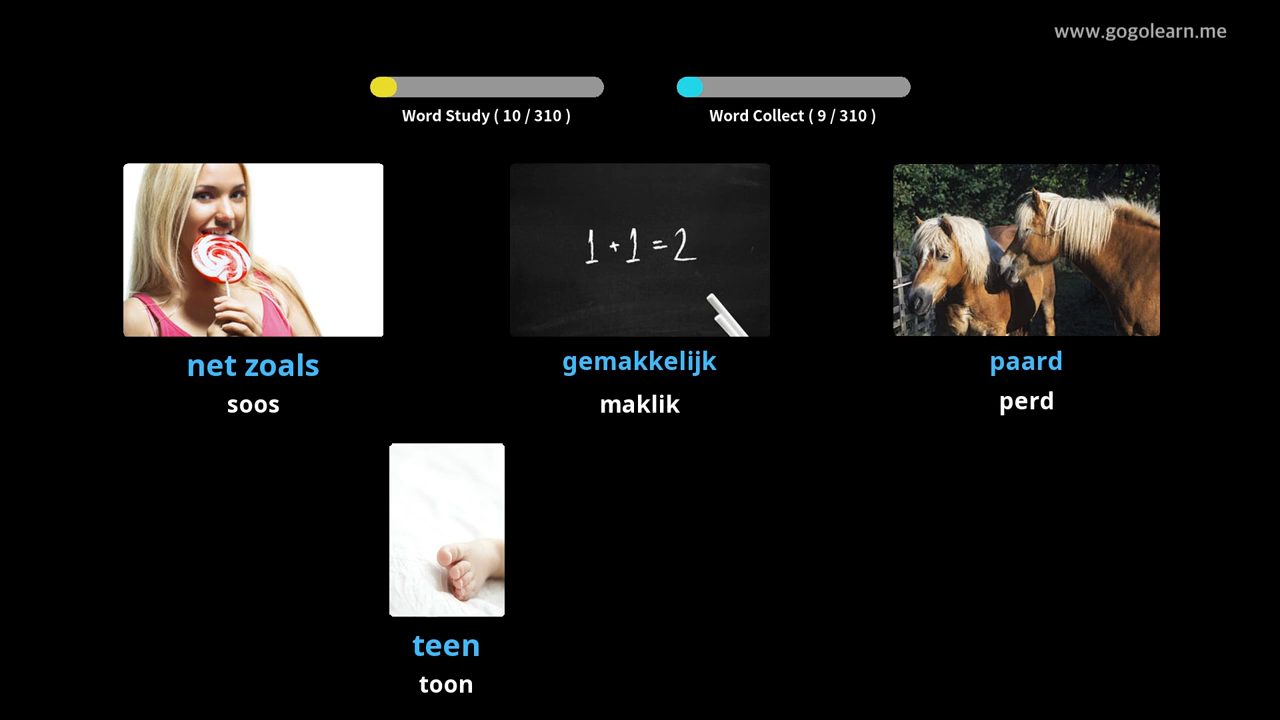 www.gogolearn.me
Word Study ( 10 / 310 )
Word Collect ( 9 / 310 )
1 + 1 = 2
net zoals
soos
gemakkelijk
maklik
paard
perd
teen
toon